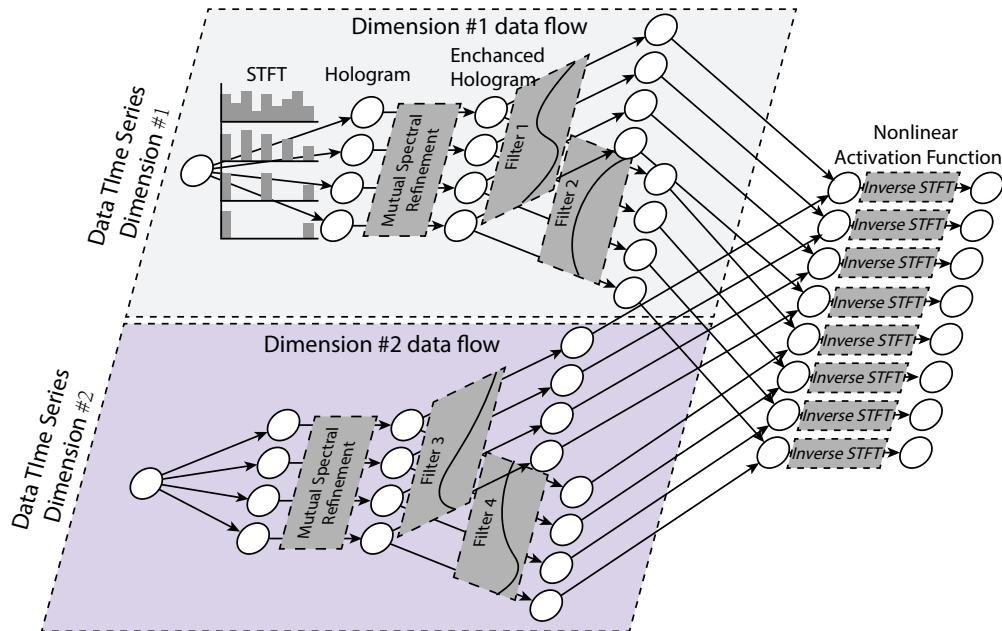 Dimension #1 data flow
STFT
Hologram
Enchanced
Hologram
Data TIme Series
Dimension #1
Mutual Spectral
Refinement
Filter 1
Filter 2
Nonlinear
Activation Function
Inverse STFT
Inverse STFT
Inverse STFT
Inverse STFT
Inverse STFT
Inverse STFT
Inverse STFT
Inverse STFT
Dimension #2 data flow
Data TIme Series
Dimension #2
Mutual Spectral
Refinement
Filter 3
Filter 4